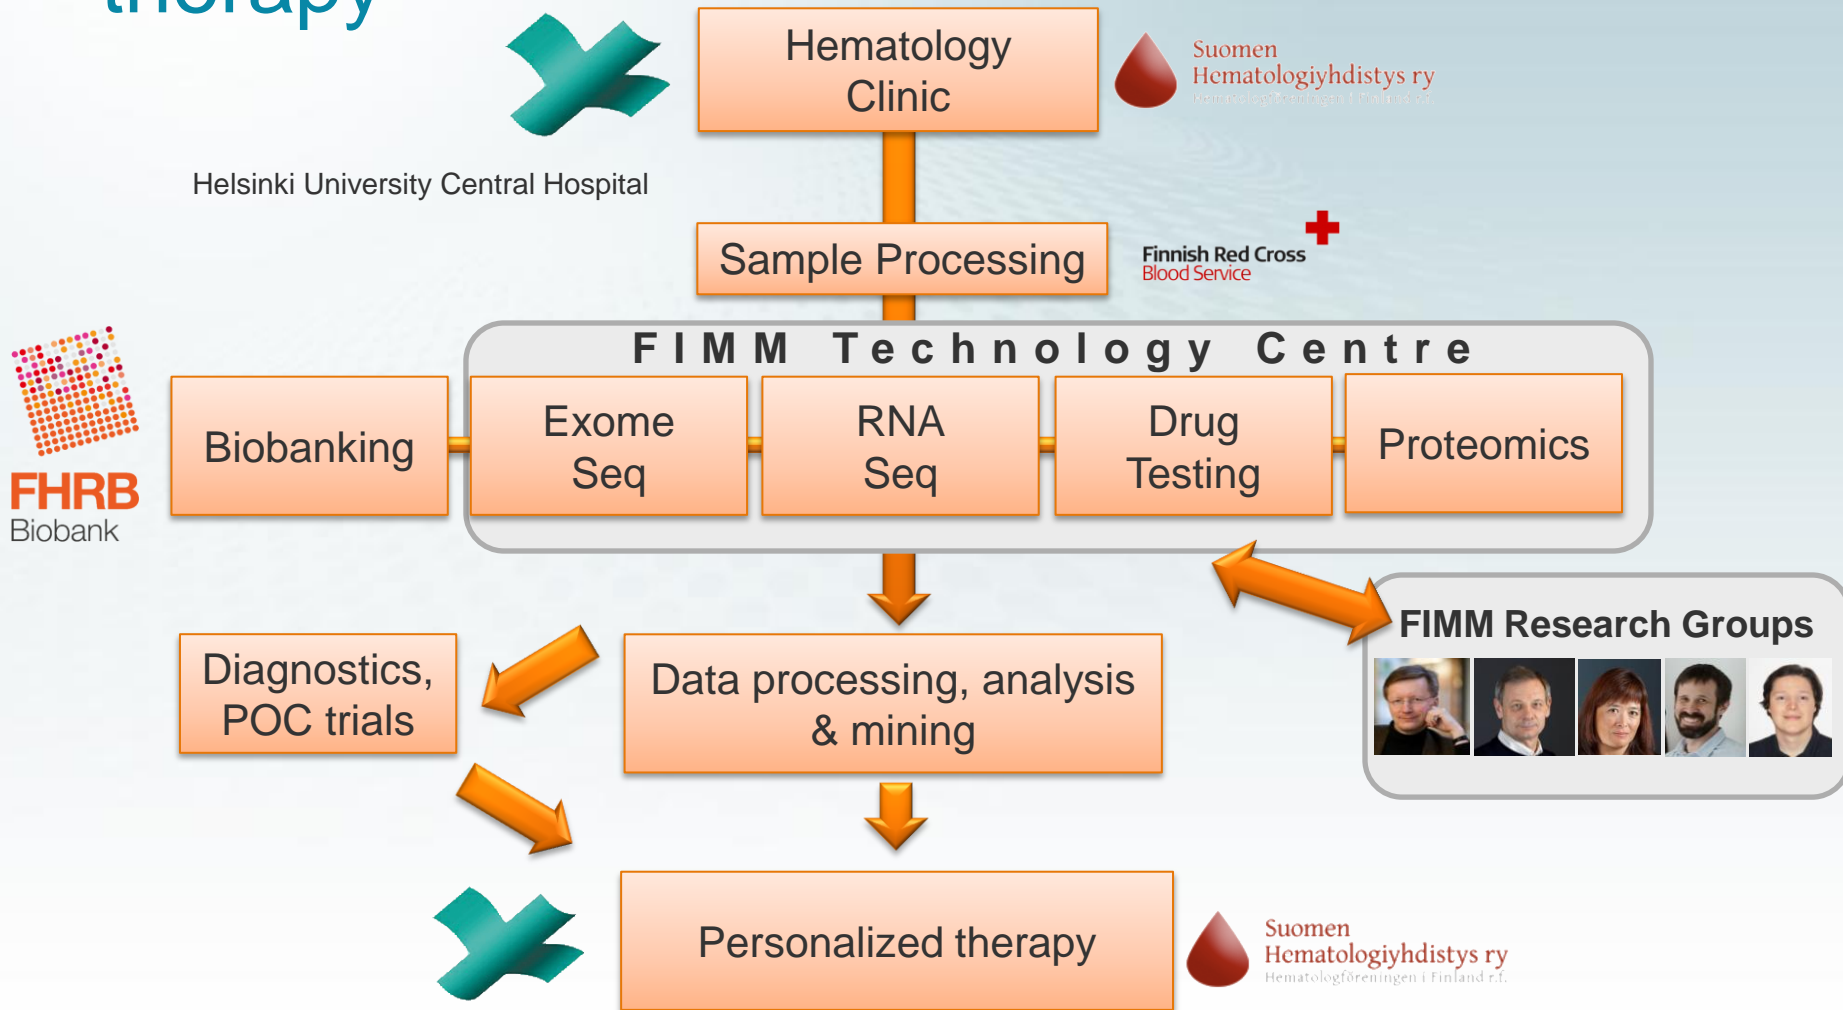 therapy
Hematology
Clinic
Suomen
Hematologiyhdistys ry
Hematologföreningen i Finland r.f.
Helsinki University Central Hospital
Sample Processing
Finnish Red Cross
Blood Service
FIMM Technology Centre
Biobanking
Exome
Seq
RNA
Seq
Drug
Testing
Proteomics
FHRB
Biobank
FIMM Research Groups
Diagnostics,
POC trials
Data processing, analysis
& mining
Personalized therapy
Suomen
Hematologiyhdistys ry
Hematologföreningen i Finland r.f.